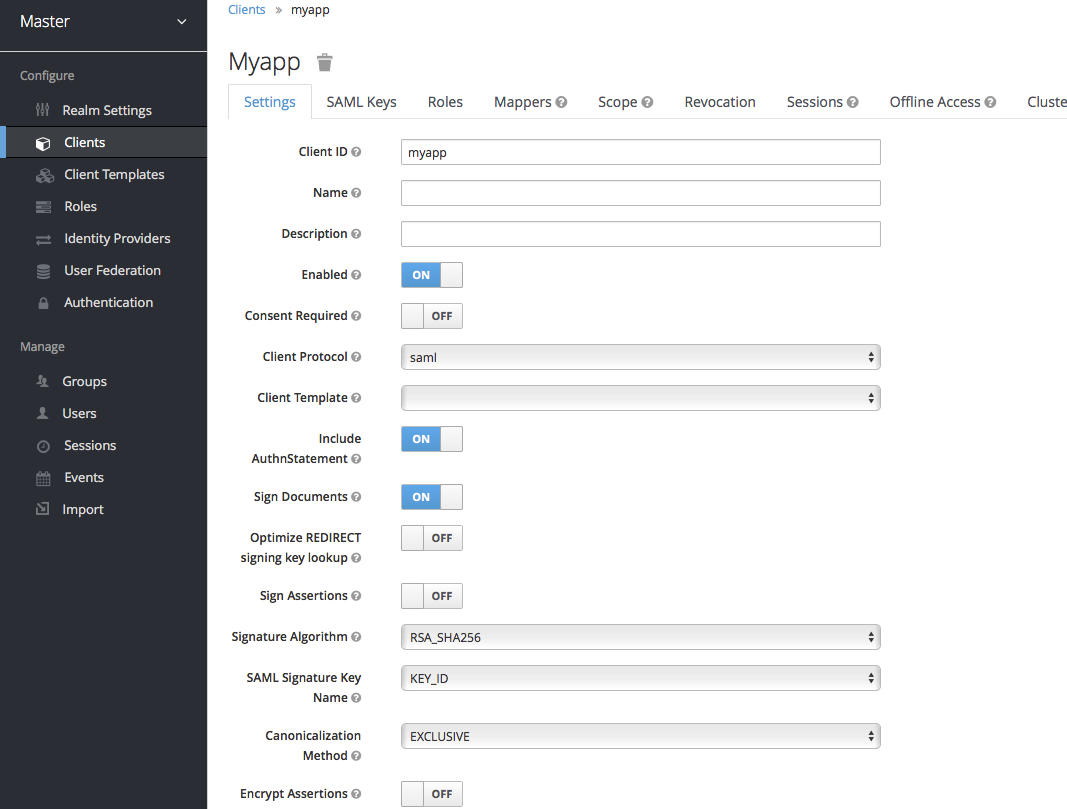 Master
Configure
Realm Settings
Clients
Client Templates
Roles
Identity Providers
User Federation
Authentication
Manage
Groups
Users
Sessions
Events
Import
Clients » myapp
Myapp
Settings SAML Keys Roles Mappers Scope Revocation Sessions Offline Access Cluste
Client ID myapp
Name
Description
Enabled ON
Consent Required OFF
Client Protocol saml
Client Template
Include
AuthnStatement ON
Sign Documents ON
Optimize REDIRECT
signing key lookup OFF
Sign Assertions OFF
Signature Algorithm RSA_SHA256
SAML Signature Key
Name KEY_ID
Canonicalization
Method EXCLUSIVE
Encrypt Assertions OFF